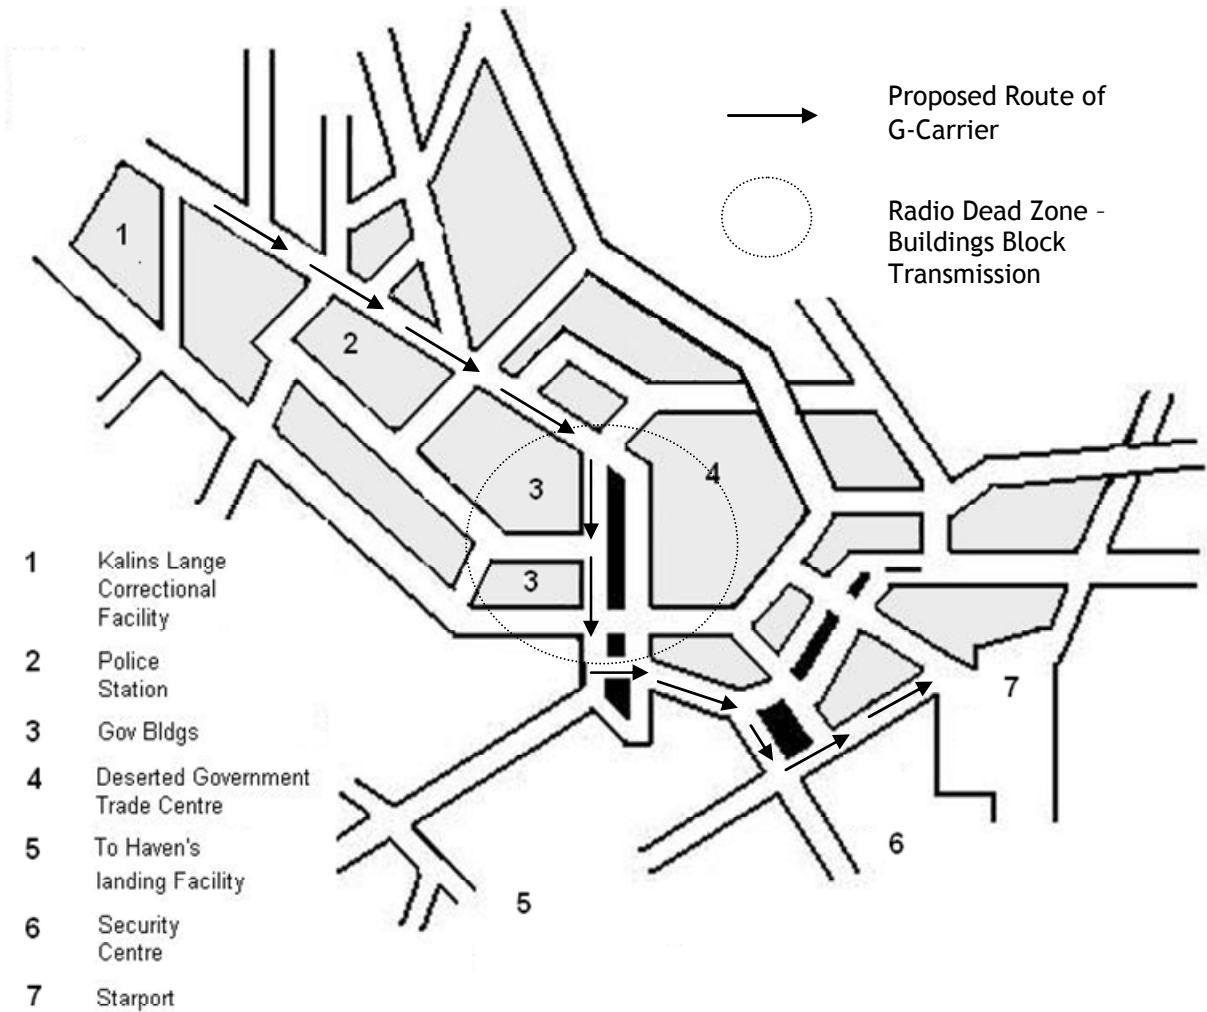 Proposed Route of
G-Carrier
Radio Dead Zone –
Buildings Block
Transmission
1
2
3
4
3
7
6
5
1 Kalins Lange
Correctional
Facility
2 Police
Station
3 Gov Bldgs
4 Deserted Government
Trade Centre
5 To Haven's
landing Facility
6 Security
Centre
7 Starport